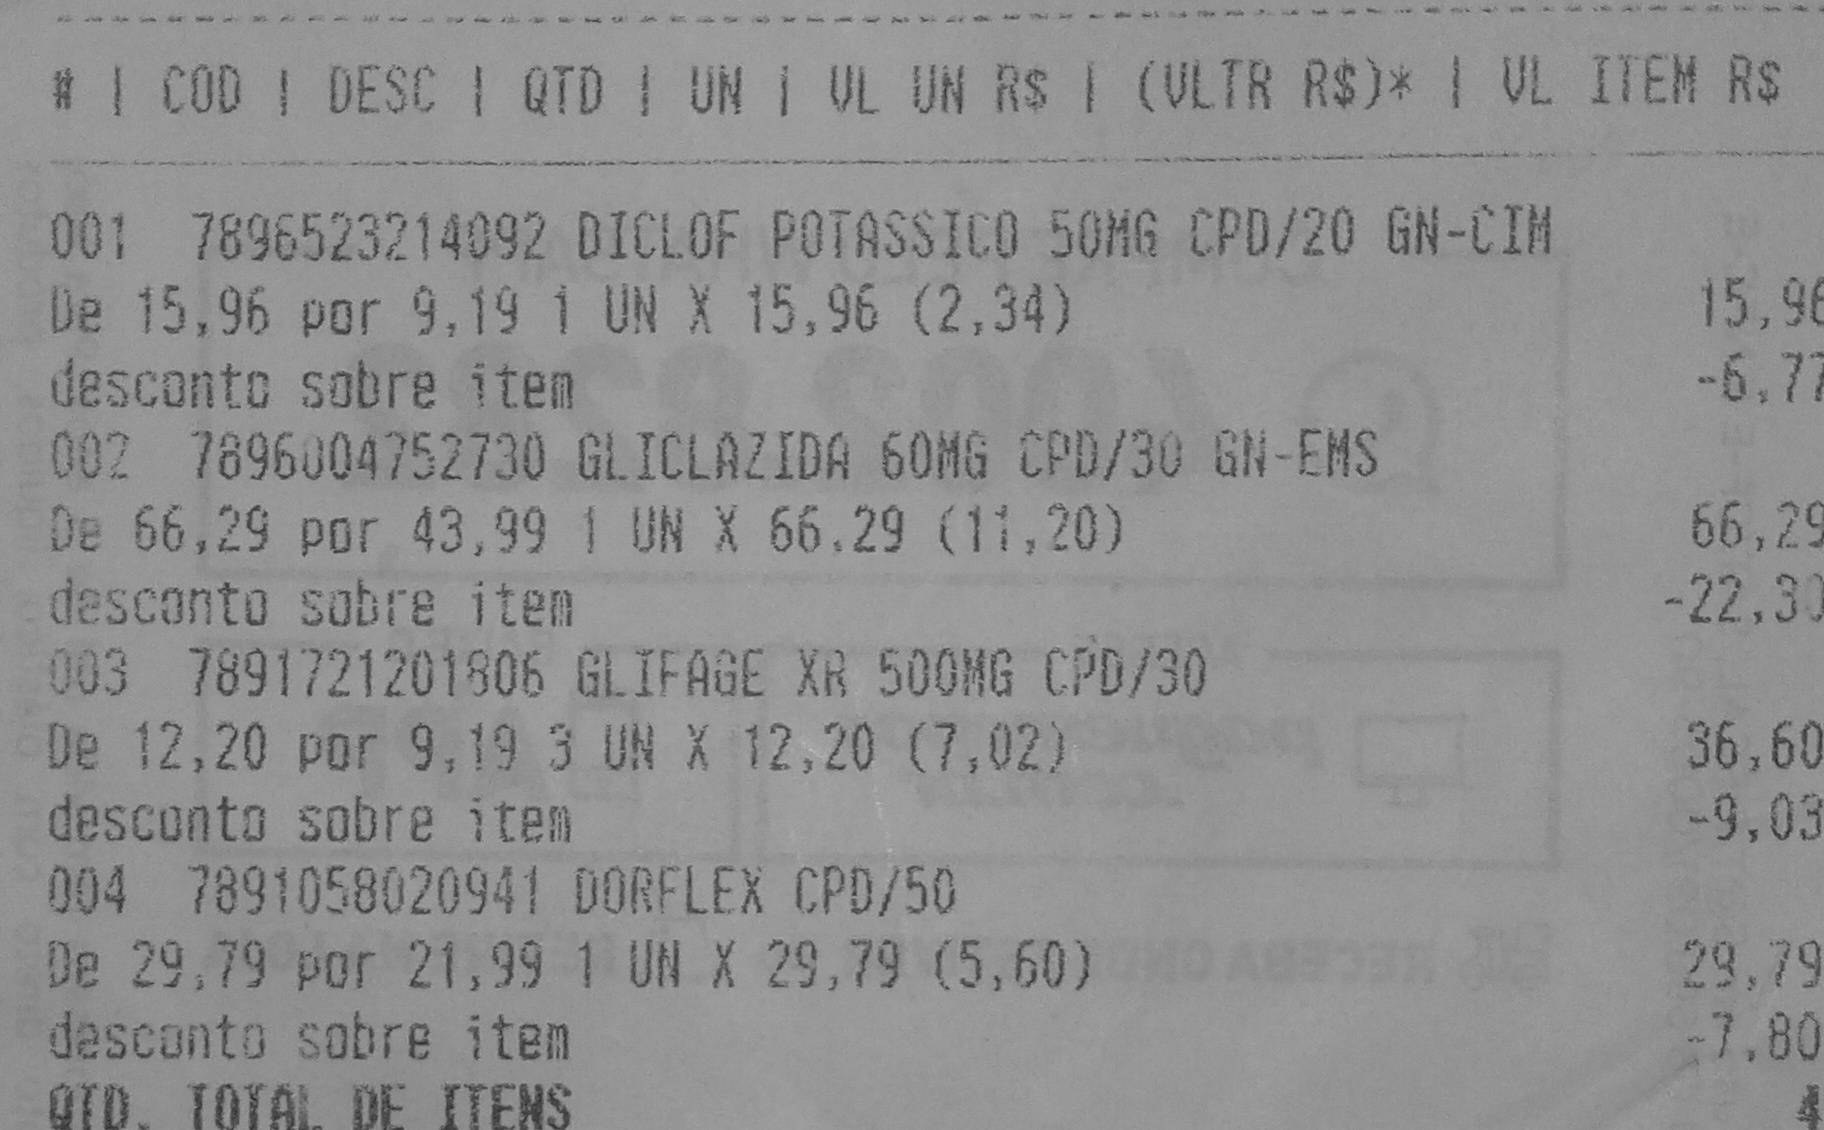 # | COD | DESC | QTD | UN | VL UN R$ | (VLTR R$)* | VL ITEM R$
001 7896523214092 DICLOF POTASSICO 50MG CPD/20 GN-CIM
De 15,96 por 9,19 1 UN X 15,96 (2,34) 15,96
desconto sobre item -6,77
002 7896004752730 GLICLAZIDA 60MG CPD/30 GN-EMS
De 66,29 por 43,99 1 UN X 66.29 (11,20) 66,29
desconto sobre item -22,30
003 7891721201806 GLIFAGE XR 500MG CPD/30
De 12,20 por 9,19 3 UN X 12,20 (7,02) 36,60
desconto sobre item -9,03
004 7891058020941 DORFLEX CPD/50
De 29,79 por 21,99 1 UN X 29,79 (5,60) 29,79
desconto sobre item -7,80
QTD. TOTAL DE ITENS 4